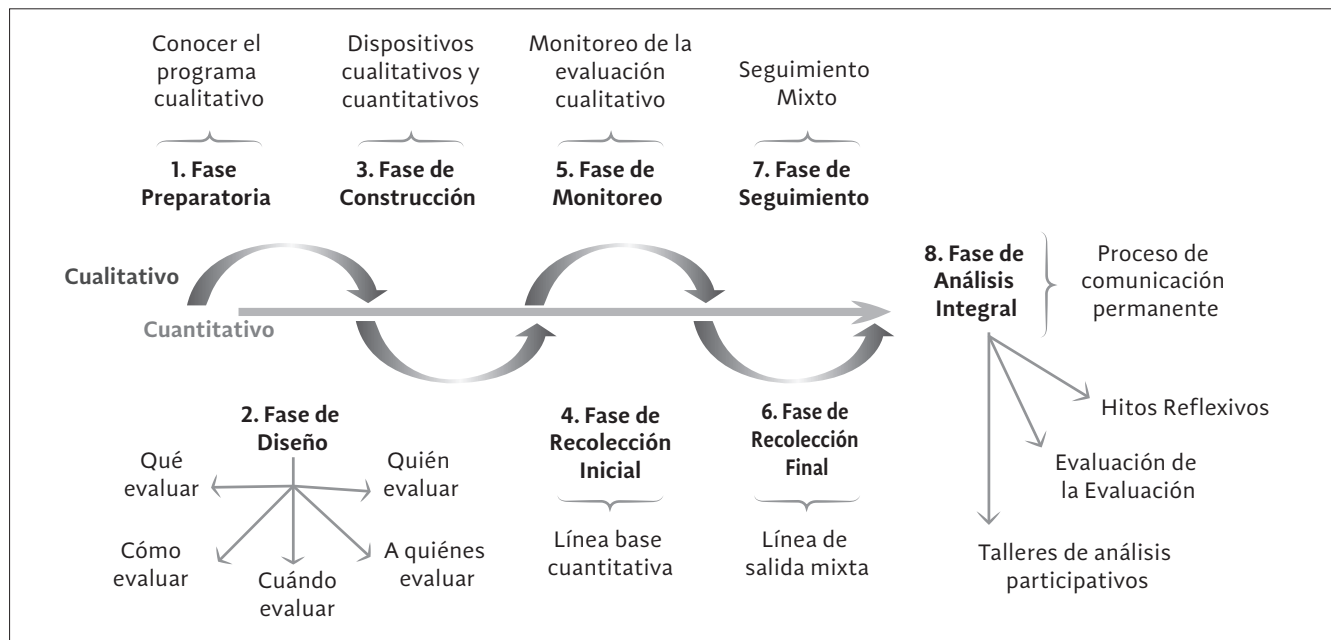 Conocer el
programa
cualitativo
Dispositivos
cualitativos y
cuantitativos
Monitoreo de la
evaluación
cualitativo
Seguimiento
Mixto
1. Fase
Preparatoria
3. Fase de
Construcción
5. Fase de
Monitoreo
7. Fase de
Seguimiento
Cualitativo
Cuantitativo
8. Fase de
Análisis
Integral
Proceso de
comunicación
permanente
2. Fase de
Diseño
Qué
evaluar
Quién
evaluar
Cómo
evaluar
Cuándo
evaluar
A quiénes
evaluar
4. Fase de
Recolección
Inicial
Línea base
cuantitativa
6. Fase de
Recolección
Final
Línea de
salida mixta
Hitos Reflexivos
Evaluación de
la Evaluación
Talleres de análisis
participativos